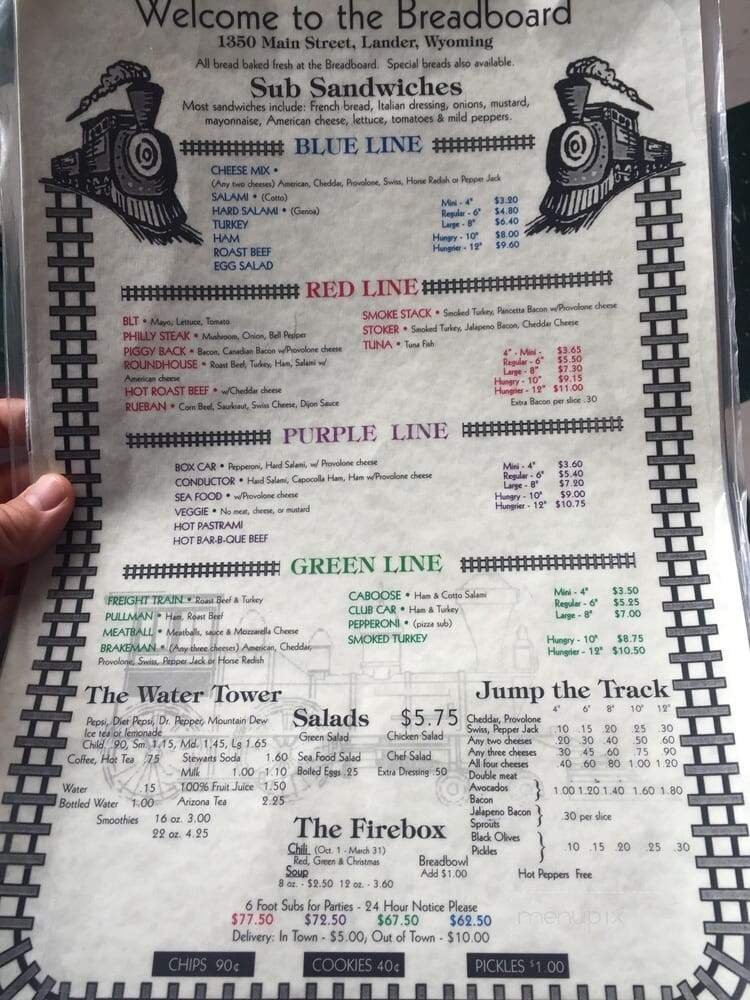 Welcome to the Breadboard
1350 Main Street, Lander, Wyoming
All bread baked fresh at the Breadboard. Special breads also available.
Sub Sandwiches
Most sandwiches include: French bread, Italian dressing, onions, mustard,
mayonnaise, American cheese, lettuce, tomatoes & mild peppers.
BLUE LINE
CHEESE MIX •
(Any two cheeses) American, Cheddar, Provolone, Swiss, Horse Radish or Pepper Jack
SALAMI • (Cotto)
HARD SALAMI • (Genoa)
TURKEY
HAM
ROAST BEEF
EGG SALAD
Mini - 4" $3.20
Regular - 6" $4.80
Large - 8" $6.40
Hungry - 10" $8.00
Hungrier - 12" $9.60
RED LINE
BLT • Mayo, Lettuce, Tomato
PHILLY STEAK • Mushroom, Onion, Bell Pepper
PIGGY BACK • Bacon, Canadian Bacon w/Provolone cheese
ROUNDHOUSE • Roast Beef, Turkey, Ham, Salami w/
American cheese
HOT ROAST BEEF • w/Cheddar cheese
RUEBAN • Corn Beef, Saurkraut, Swiss Cheese, Dijon Sauce
SMOKE STACK • Smoked Turkey, Pancetta Bacon w/Provolone cheese
STOKER • Smoked Turkey, Jalapeno Bacon, Cheddar Cheese
TUNA • Tuna Fish
4" - Mini - $3.65
Regular - 6" $5.50
Large - 8" $7.30
Hungry - 10" $9.15
Hungrier - 12" $11.00
Extra Bacon per slice .30
PURPLE LINE
BOX CAR • Pepperoni, Hard Salami, w/ Provolone cheese
CONDUCTOR • Hard Salami, Capocolla Ham, Ham w/Provolone cheese
SEA FOOD • w/Provolone cheese
VEGGIE • No meat, cheese, or mustard
HOT PASTRAMI
HOT BAR-B-QUE BEEF
Mini - 4" $3.60
Regular - 6" $5.40
Large - 8" $7.20
Hungry - 10" $9.00
Hungrier - 12" $10.75
GREEN LINE
FREIGHT TRAIN • Roast Beef & Turkey
PULLMAN • Ham, Roast Beef
MEATBALL • Meatballs, sauce & Mozzarella Cheese
BRAKEMAN • (Any three cheeses) American, Cheddar,
Provolone, Swiss, Pepper Jack or Horse Redish
CABOOSE • Ham & Cotto Salami
CLUB CAR • Ham & Turkey
PEPPERONI • (pizza sub)
SMOKED TURKEY
Mini - 4" $3.50
Regular - 6" $5.25
Large - 8" $7.00
Hungry - 10" $8.75
Hungrier - 12" $10.50
The Water Tower
Pepsi, Diet Pepsi, Dr. Pepper, Mountain Dew
Ice tea or lemonade
Child .90, Sm 1.15, Md. 1.45, Lg 1.65
Coffee, Hot Tea .75 Stewarts Soda 1.60
Milk 1.00 1.10
Water .15 100% Fruit Juice 1.50
Bottled Water 1.00 Arizona Tea 2.25
Smoothies 16 oz. 3.00
22 oz. 4.25
Salads $5.75
Green Salad Chicken Salad
Sea Food Salad Chef Salad
Boiled Eggs .25 Extra Dressing .50
The Firebox
Chili (Oct. 1 - March 31)
Red, Green & Christmas
Soup
8 oz. - $2.50 12 oz. - 3.60
Breadbowl
Add $1.00
Jump the Track
4" 6" 8" 10" 12"
Cheddar, Provolone
Swiss, Pepper Jack .10 .15 .20 .25 .30
Any two cheeses .20 .30 .40 .50 .60
Any three cheeses .30 .45 .60 .75 .90
All four cheeses .40 .60 .80 1.00 1.20
Double meat
Avocados 1.00 1.20 1.40 1.60 1.80
Bacon
Jalapeno Bacon .30 per slice
Sprouts
Black Olives .10 .15 .20 .25 .30
Pickles
Hot Peppers Free
6 Foot Subs for Parties - 24 Hour Notice Please
$77.50 $72.50 $67.50 $62.50
Delivery: In Town - $5.00, Out of Town - $10.00
menupix
CHIPS 90¢ COOKIES 40¢ PICKLES $1.00